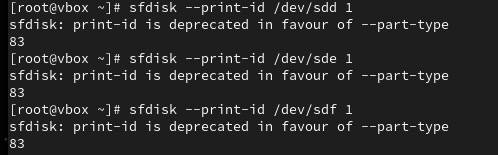 [root@vbox ~]# sfdisk --print-id /dev/sdd 1
sfdisk: print-id is deprecated in favour of --part-type
83
[root@vbox ~]# sfdisk --print-id /dev/sde 1
sfdisk: print-id is deprecated in favour of --part-type
83
[root@vbox ~]# sfdisk --print-id /dev/sdf 1
sfdisk: print-id is deprecated in favour of --part-type
83